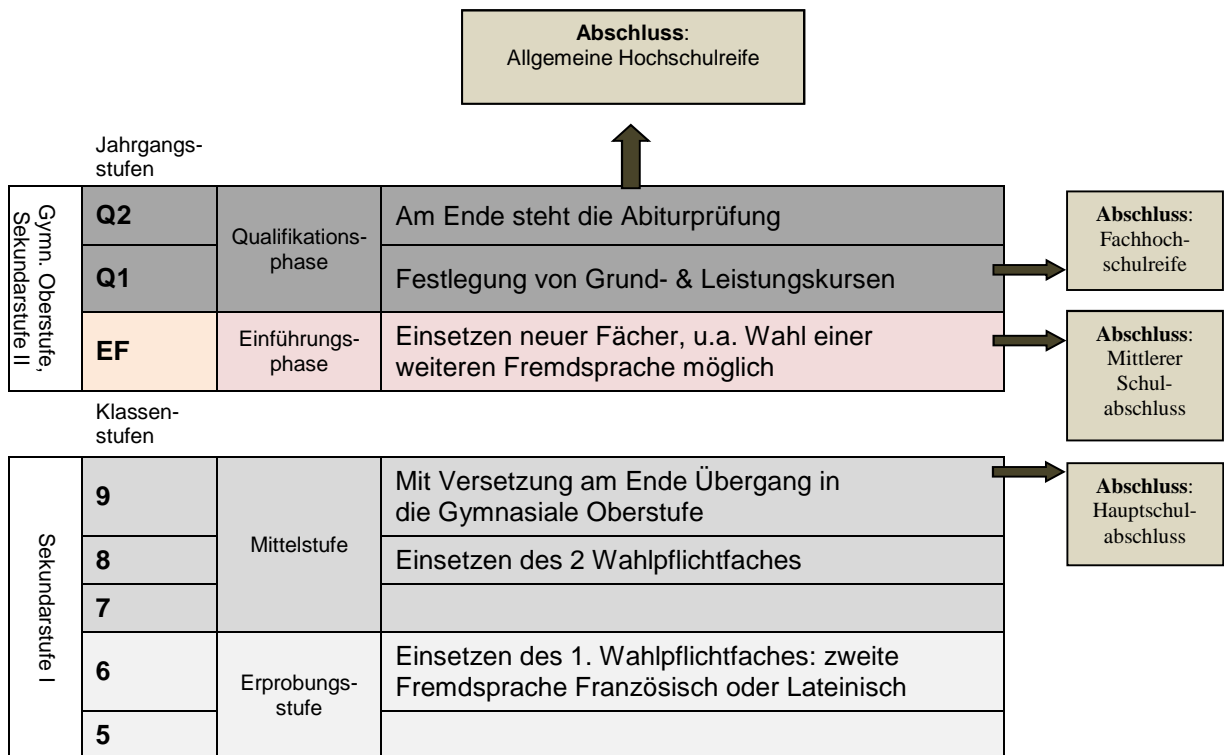 Abschluss:
Allgemeine Hochschulreife
Jahrgangs-
stufen
Gymn. Oberstufe,
Sekundarstufe II
Q2
Qualifikations-
phase
Am Ende steht die Abiturprüfung
Q1
Festlegung von Grund- & Leistungskursen
Abschluss:
Fachhoch-
schulreife
EF
Einführungs-
phase
Einsetzen neuer Fächer, u.a. Wahl einer
weiteren Fremdsprache möglich
Abschluss:
Mittlerer
Schul-
abschluss
Klassen-
stufen
Sekundarstufe I
9
Mittelstufe
Mit Versetzung am Ende Übergang in
die Gymnasiale Oberstufe
Abschluss:
Hauptschul-
abschluss
8
Einsetzen des 2 Wahlpflichtfaches
7
6
Erprobungs-
stufe
Einsetzen des 1. Wahlpflichtfaches: zweite
Fremdsprache Französisch oder Lateinisch
5